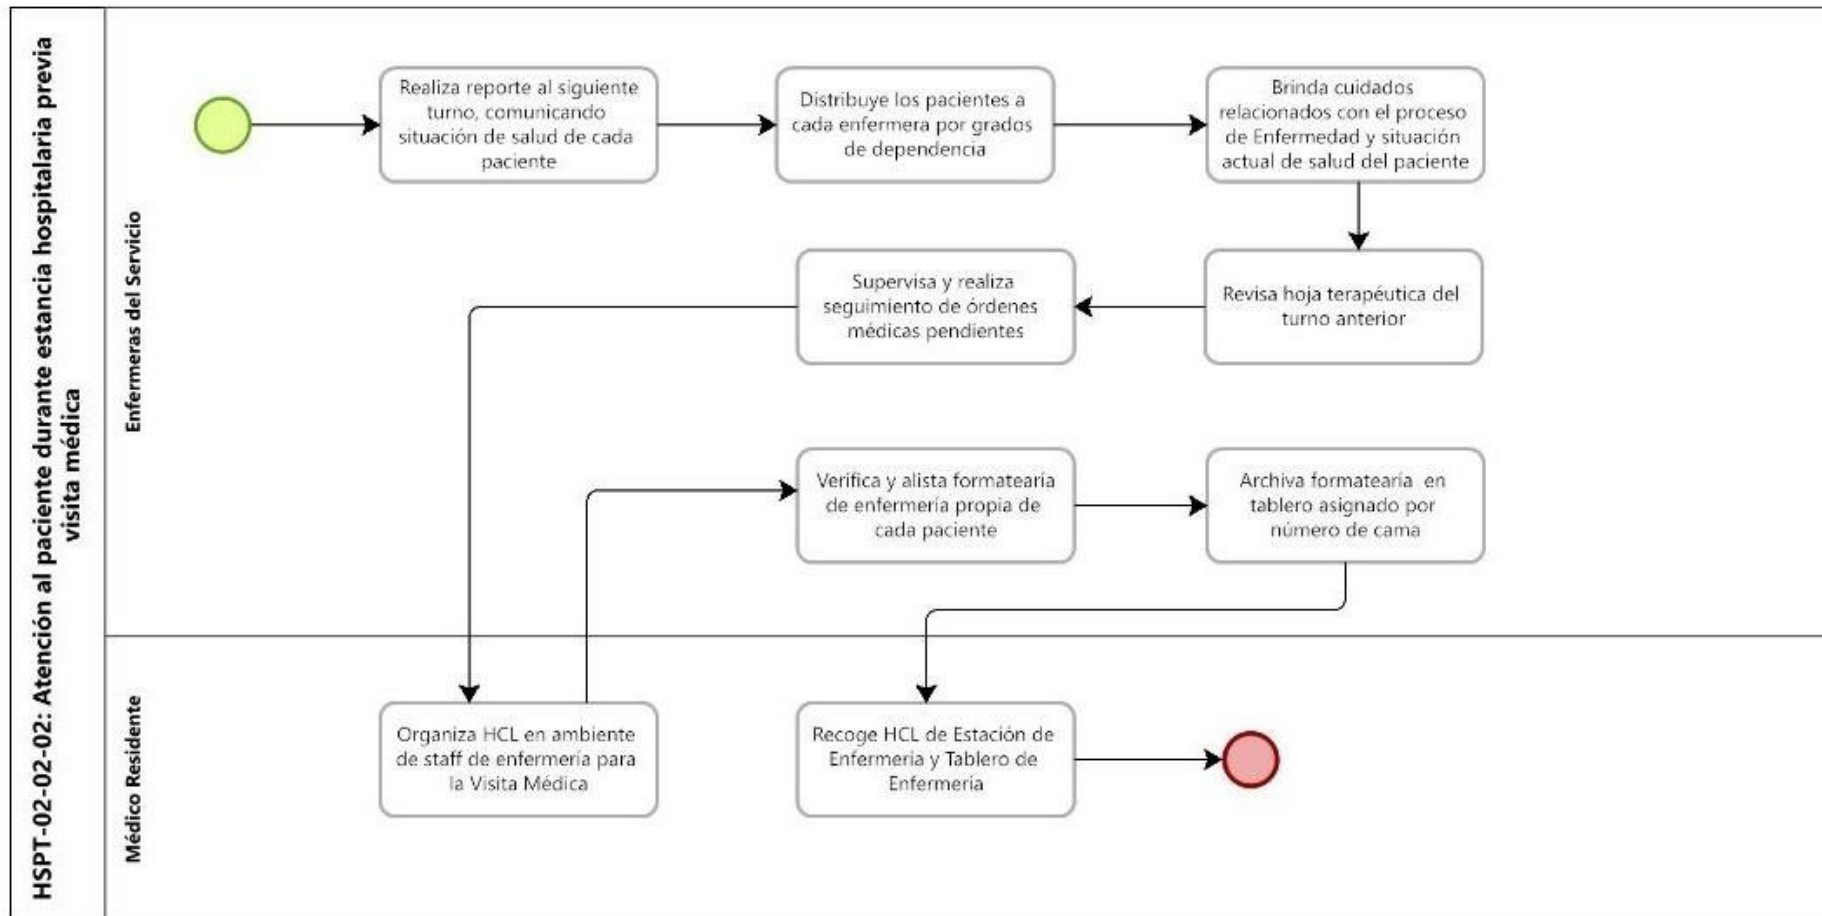 HSPT-02-02-02: Atención al paciente durante estancia hospitalaria previa
visita médica
Enfermeras del Servicio
Realiza reporte al siguiente
turno, comunicando
situación de salud de cada
paciente
Distribuye los pacientes a
cada enfermera por grados
de dependencia
Brinda cuidados
relacionados con el proceso
de Enfermedad y situación
actual de salud del paciente
Revisa hoja terapéutica del
turno anterior
Supervisa y realiza
seguimiento de órdenes
médicas pendientes
Verifica y alista formatearía
de enfermería propia de
cada paciente
Archiva formatearía en
tablero asignado por
número de cama
Médico Residente
Organiza HCL en ambiente
de staff de enfermería para
la Visita Médica
Recoge HCL de Estación de
Enfermería y Tablero de
Enfermería